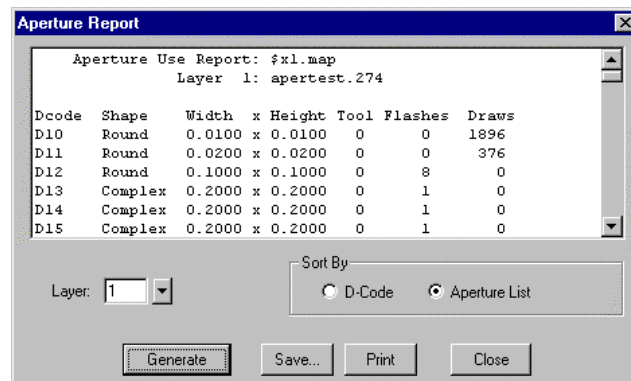 Aperture Report
Aperture Use Report: $xl.map
Layer 1: apertest.274
Dcode Shape Width x Height Tool Flashes Draws
D10 Round 0.0100 x 0.0100 0 0 1896
D11 Round 0.0200 x 0.0200 0 0 376
D12 Round 0.1000 x 0.1000 0 8 0
D13 Complex 0.2000 x 0.2000 0 1 0
D14 Complex 0.2000 x 0.2000 0 1 0
D15 Complex 0.2000 x 0.2000 0 1 0
Layer: 1
Sort By
D-Code Aperture List
Generate Save... Print Close